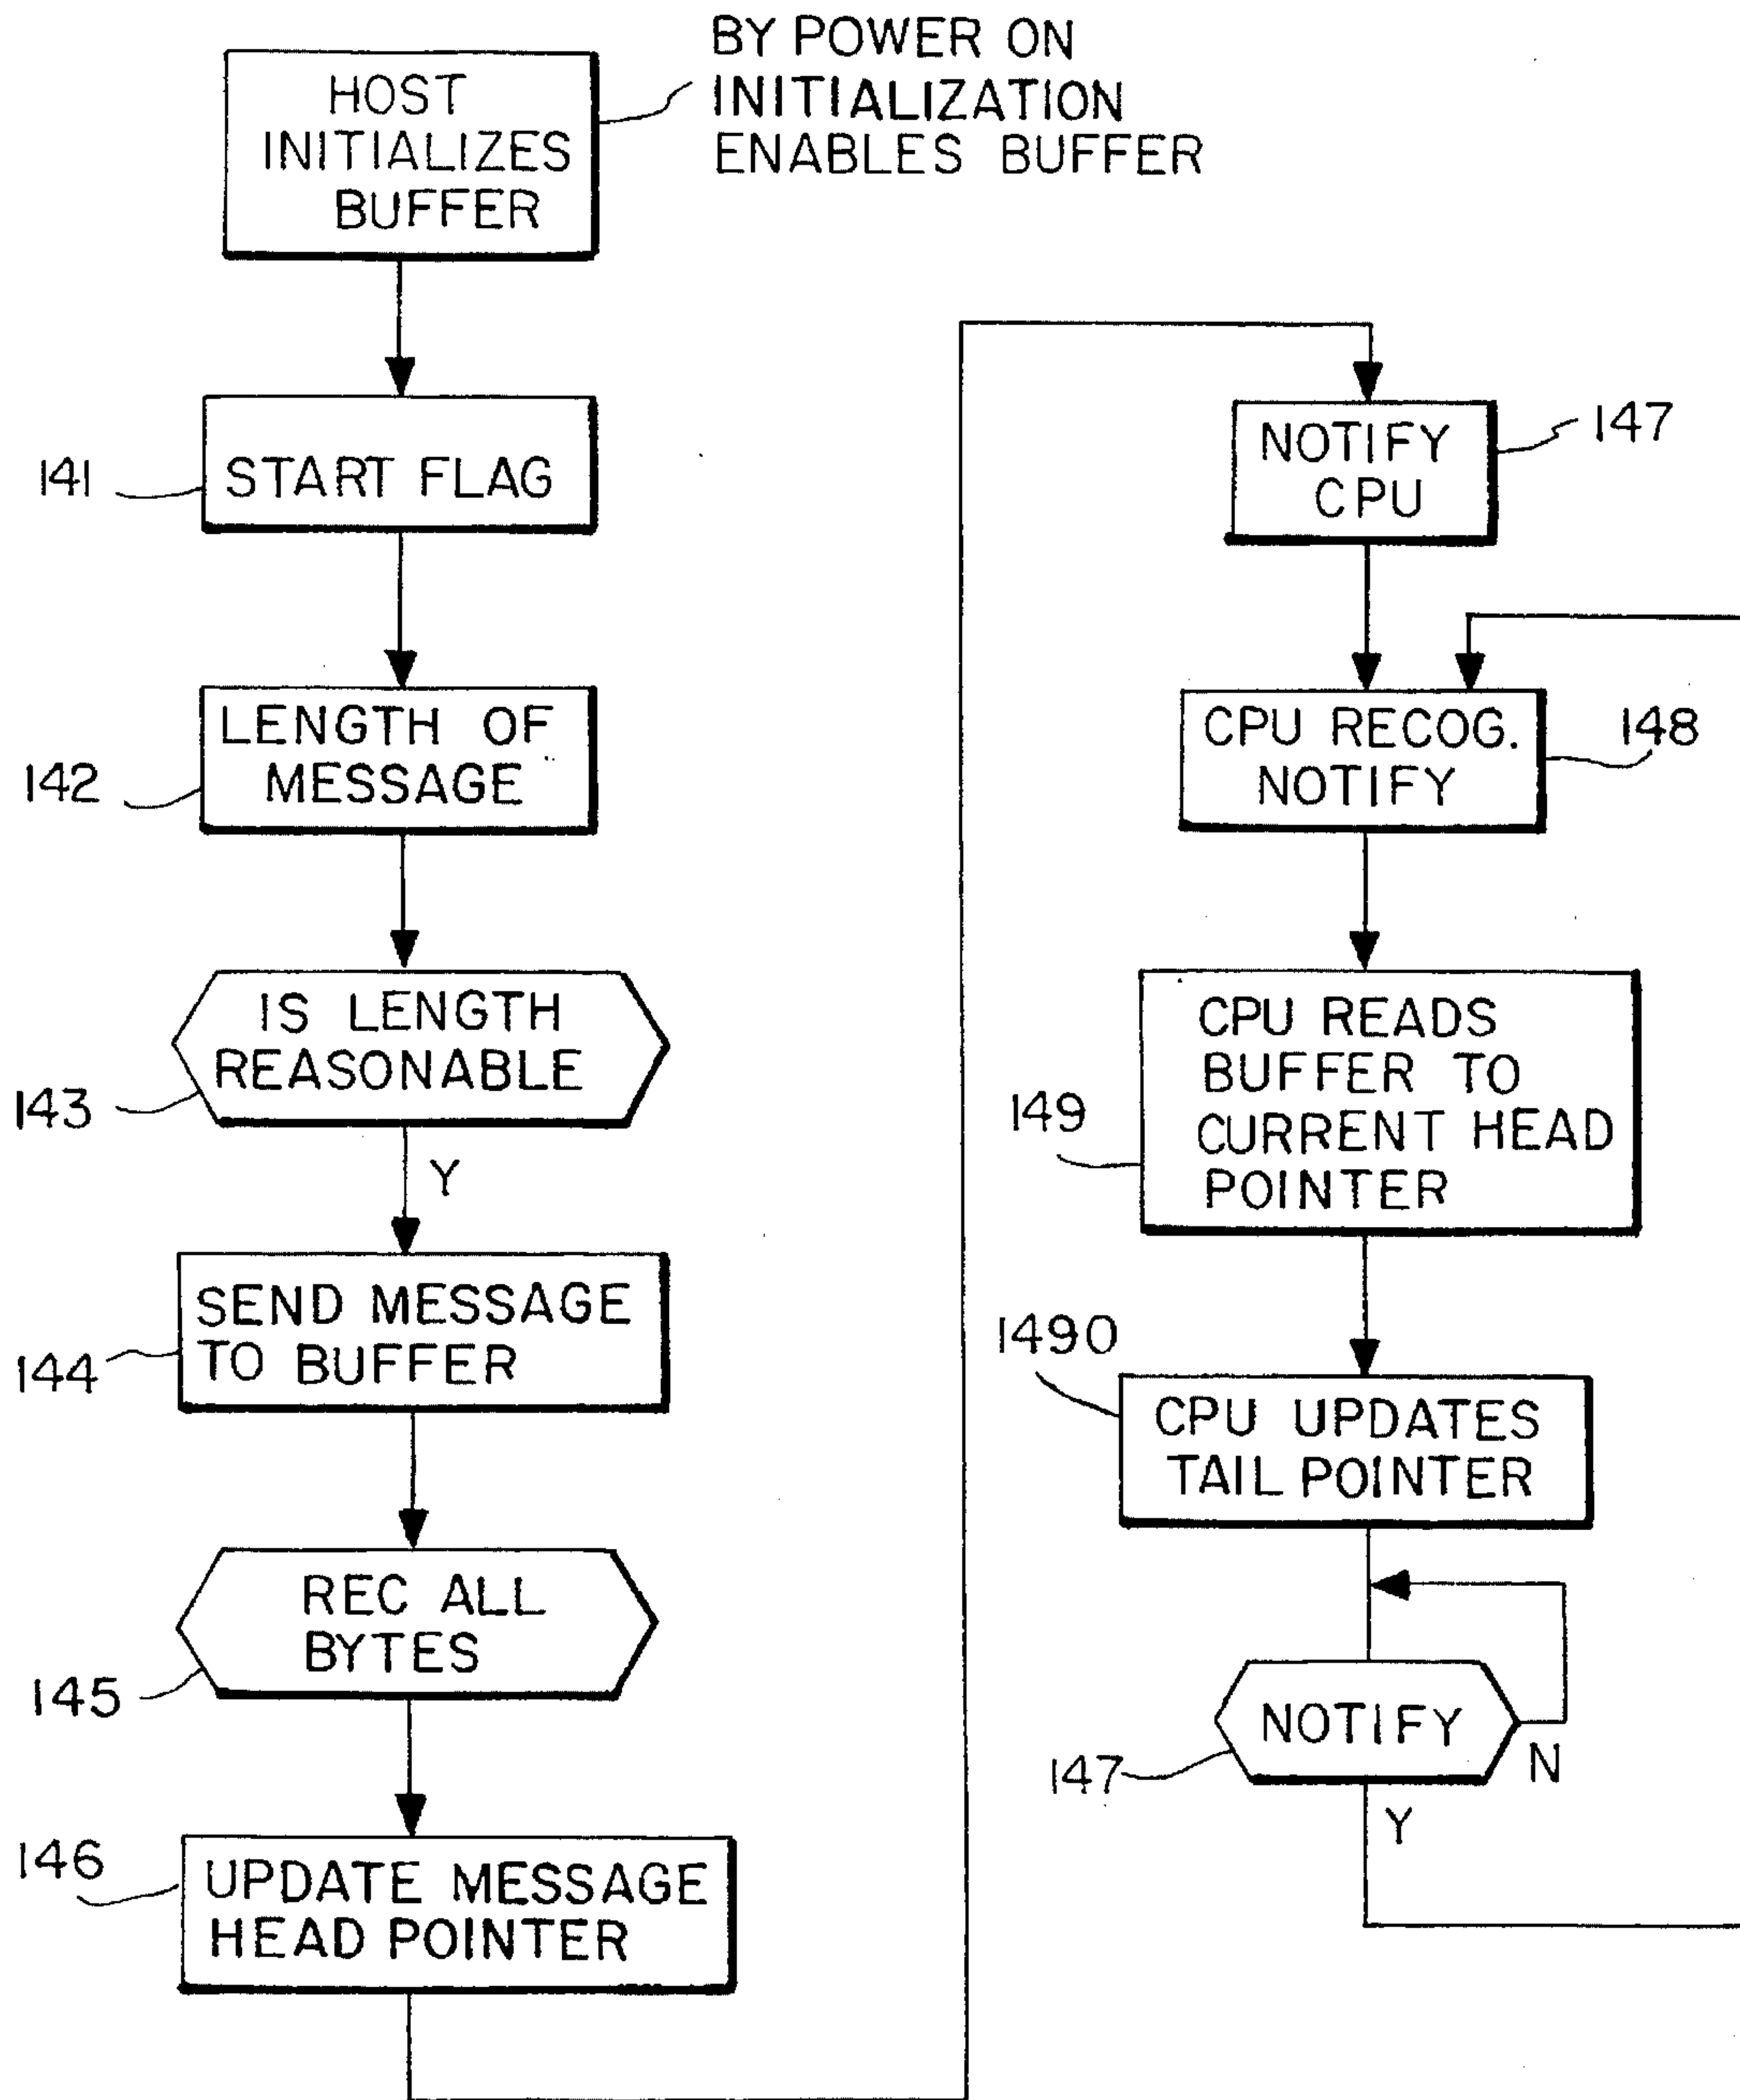 HOST
INITIALIZES
BUFFER
BY POWER ON
INITIALIZATION
ENABLES BUFFER
141
START FLAG
142
LENGTH OF
MESSAGE
143
IS LENGTH
REASONABLE
Y
144
SEND MESSAGE
TO BUFFER
145
REC ALL
BYTES
146
UPDATE MESSAGE
HEAD POINTER
NOTIFY
CPU
147
CPU RECOG.
NOTIFY
148
149
CPU READS
BUFFER TO
CURRENT HEAD
POINTER
1490
CPU UPDATES
TAIL POINTER
147
NOTIFY
N
Y